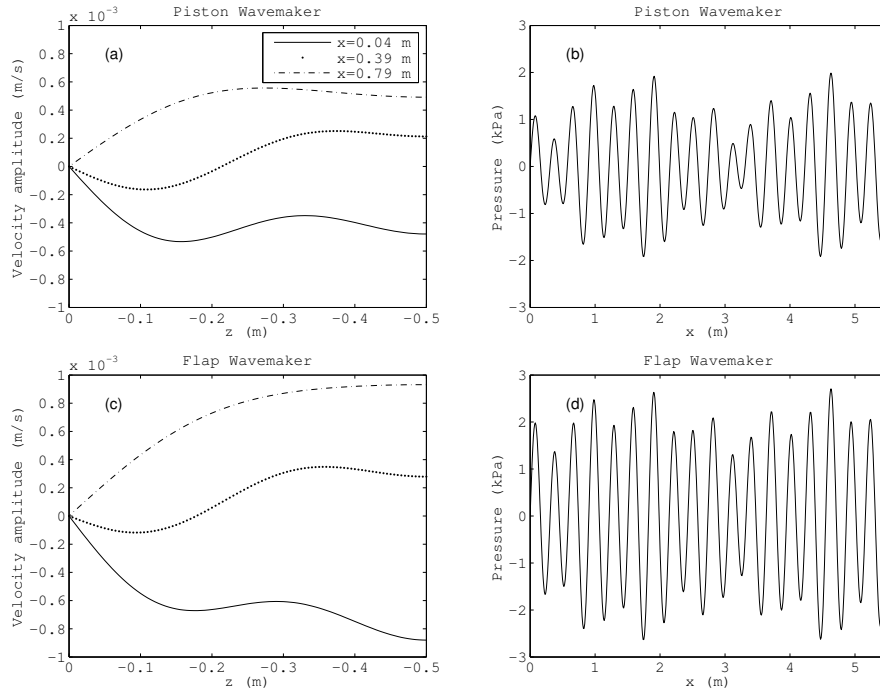 Piston Wavemaker
x 10⁻³
(a)
x=0.04 m
x=0.39 m
x=0.79 m
Velocity amplitude (m/s)
1
0.8
0.6
0.4
0.2
0
−0.2
−0.4
−0.6
−0.8
−1
0 −0.1 −0.2 −0.3 −0.4 −0.5
z (m)
Piston Wavemaker
(b)
Pressure (kPa)
3
2
1
0
−1
−2
−3
0 1 2 3 4 5
x (m)
Flap Wavemaker
x 10⁻³
(c)
Velocity amplitude (m/s)
1
0.8
0.6
0.4
0.2
0
−0.2
−0.4
−0.6
−0.8
−1
0 −0.1 −0.2 −0.3 −0.4 −0.5
z (m)
Flap Wavemaker
(d)
Pressure (kPa)
3
2
1
0
−1
−2
−3
0 1 2 3 4 5
x (m)